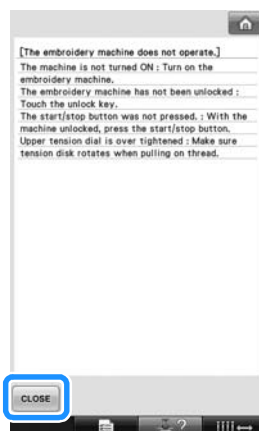 [The embroidery machine does not operate.]
The machine is not turned ON : Turn on the
embroidery machine.
The embroidery machine has not been unlocked :
Touch the unlock key.
The start/stop button was not pressed. : With the
machine unlocked, press the start/stop button.
Upper tension dial is over tightened : Make sure
tension disk rotates when pulling on thread.
CLOSE
?